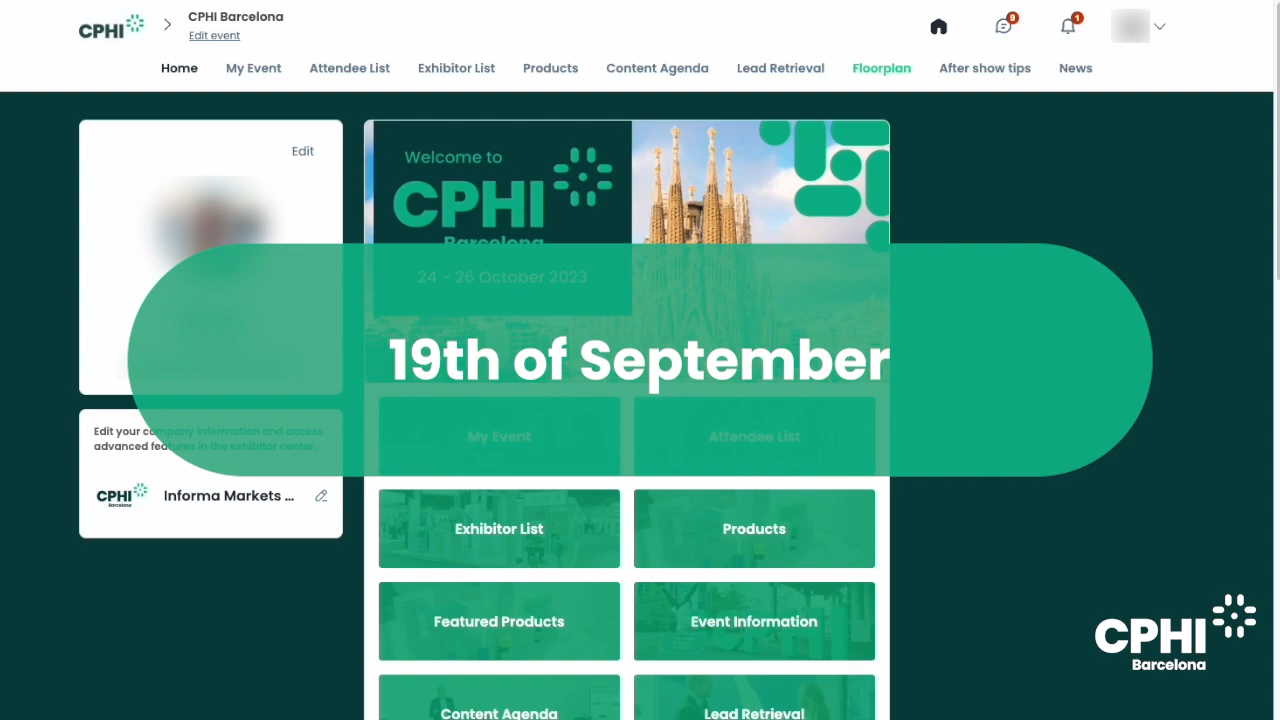 CPHI
CPHI Barcelona
Edit event
9
1
Home
My Event
Attendee List
Exhibitor List
Products
Content Agenda
Lead Retrieval
Floorplan
After show tips
News
Edit
Welcome to
CPHI
Barcelona
24 – 26 October 2023
19th of September
Edit your company information and access
advanced features in the exhibitor center.
CPHI
Barcelona
Informa Markets ...
My Event
Attendee List
Exhibitor List
Products
Featured Products
Event Information
Content Agenda
Lead Retrieval
CPHI
Barcelona